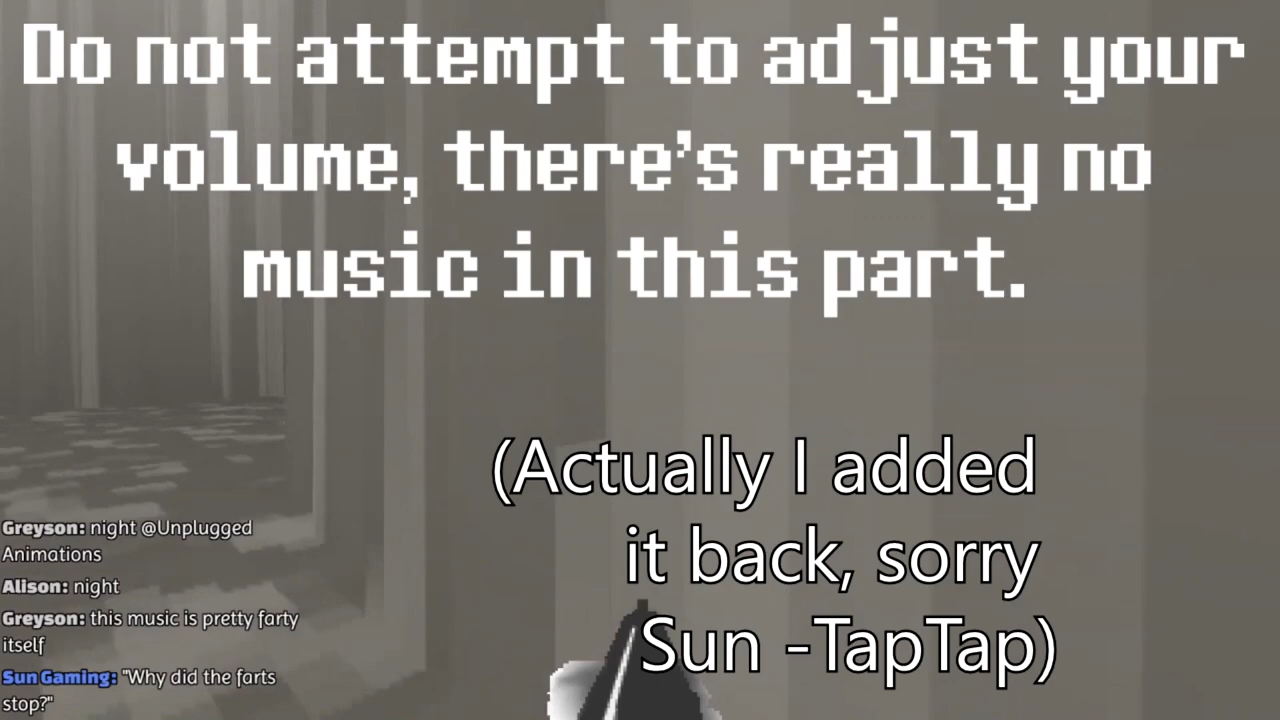 Do not attempt to adjust your
volume, there's really no
music in this part.
(Actually I added
it back, sorry
Sun -TapTap)
Greyson: night @Unplugged
Animations
Alison: night
Greyson: this music is pretty farty
itself
Sun Gaming: "Why did the farts
stop?"